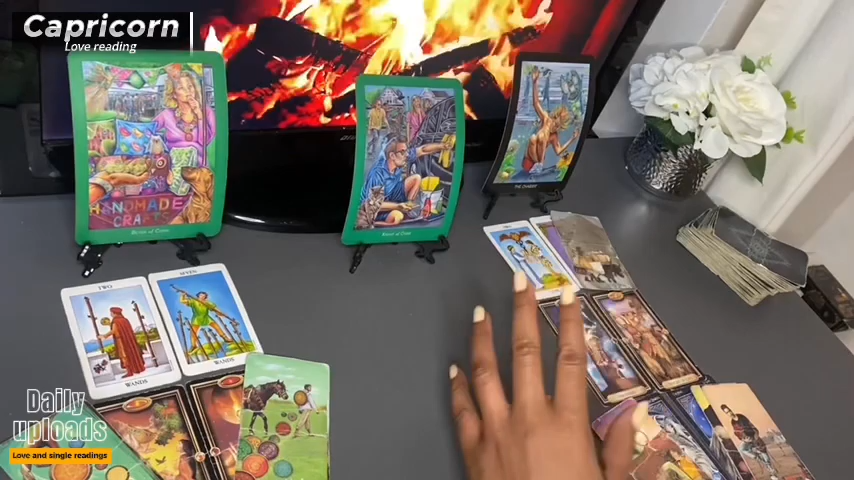 Capricorn
Love reading
HANDMADE
CRAFTS
TWO
WANDS
SEVEN
WANDS
THE CHARIOT
Daily
uploads
Love and single readings